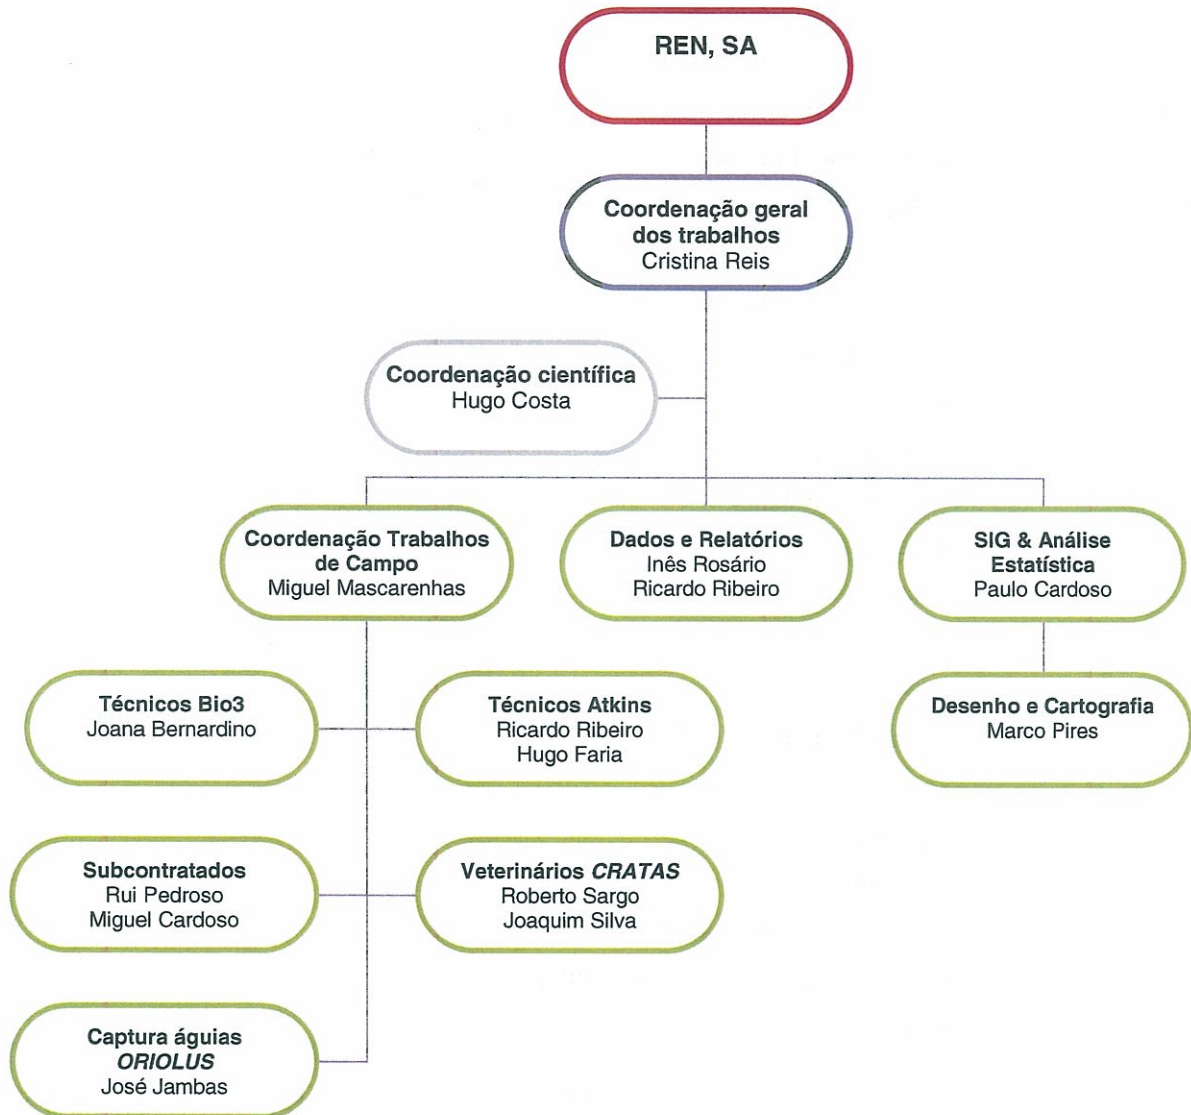 REN, SA
Coordenação geral
dos trabalhos
Cristina Reis
Coordenação científica
Hugo Costa
Coordenação Trabalhos
de Campo
Miguel Mascarenhas
Dados e Relatórios
Inês Rosário
Ricardo Ribeiro
SIG & Análise
Estatística
Paulo Cardoso
Técnicos Bio3
Joana Bernardino
Técnicos Atkins
Ricardo Ribeiro
Hugo Faria
Desenho e Cartografia
Marco Pires
Subcontratados
Rui Pedroso
Miguel Cardoso
Veterinários CRATAS
Roberto Sargo
Joaquim Silva
Captura águias
ORIOLUS
José Jambas